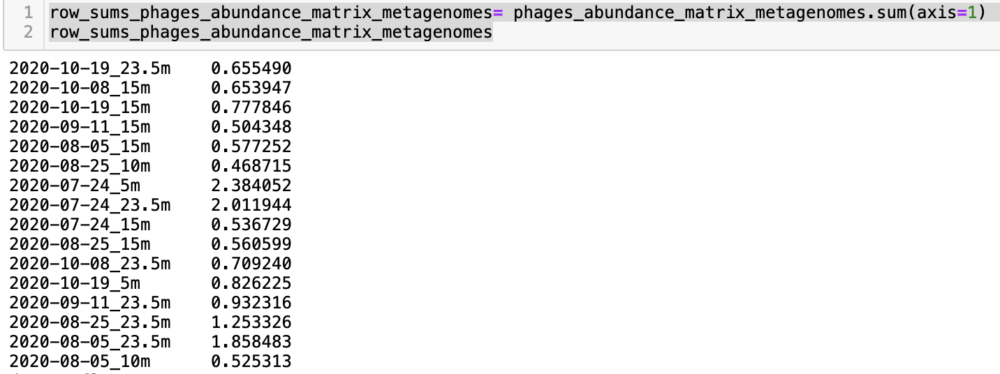 1 row_sums_phages_abundance_matrix_metagenomes= phages_abundance_matrix_metagenomes.sum(axis=1)
2 row_sums_phages_abundance_matrix_metagenomes
2020-10-19_23.5m 0.655490
2020-10-08_15m 0.653947
2020-10-19_15m 0.777846
2020-09-11_15m 0.504348
2020-08-05_15m 0.577252
2020-08-25_10m 0.468715
2020-07-24_5m 2.384052
2020-07-24_23.5m 2.011944
2020-07-24_15m 0.536729
2020-08-25_15m 0.560599
2020-10-08_23.5m 0.709240
2020-10-19_5m 0.826225
2020-09-11_23.5m 0.932316
2020-08-25_23.5m 1.253326
2020-08-05_23.5m 1.858483
2020-08-05_10m 0.525313